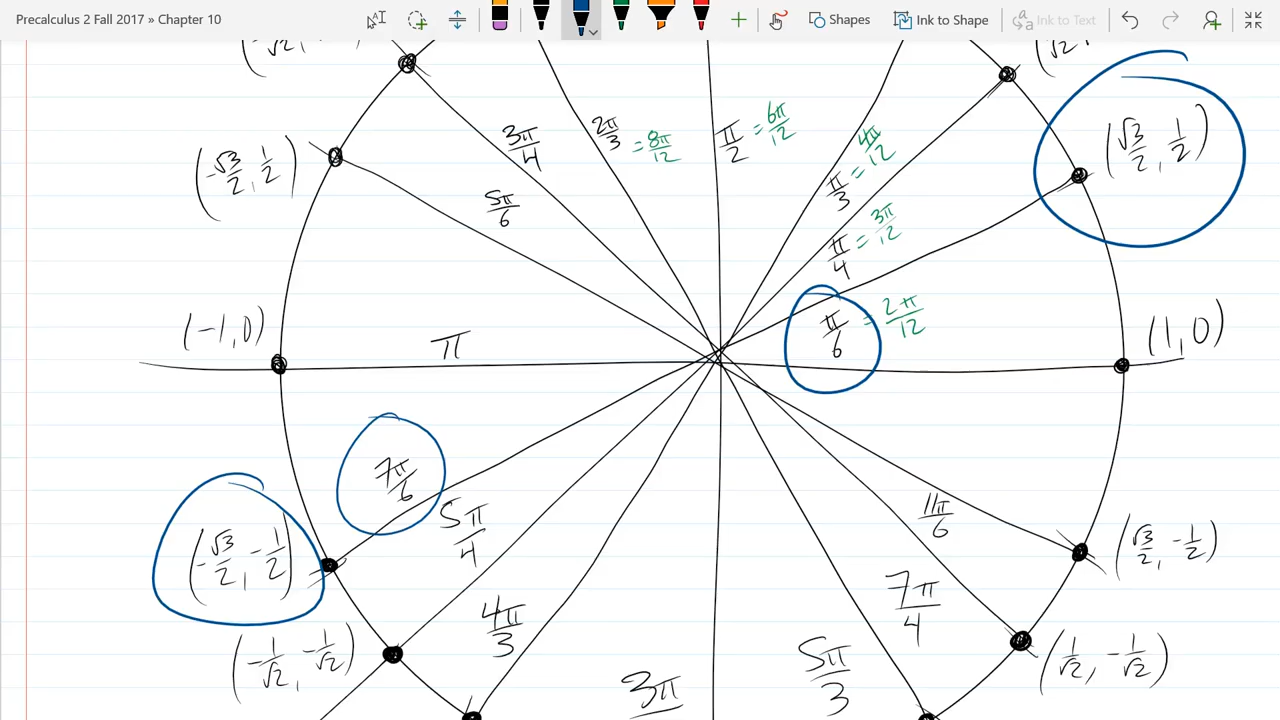 Precalculus 2 Fall 2017 » Chapter 10
Shapes
Ink to Shape
Ink to Text
3π/4
2π/3 = 8π/12
π/2 = 6π/12
π/3 = 4π/12
(√3/2, 1/2)
(-√3/2, 1/2)
5π/6
π/4 = 3π/12
π/6 = 2π/12
(-1,0)
π
(1,0)
7π/6
5π/4
11π/6
(-√3/2, -1/2)
(√3/2, -1/2)
4π/3
7π/4
(-1/√2, -1/√2)
5π/3
(1/√2, -1/√2)
3π